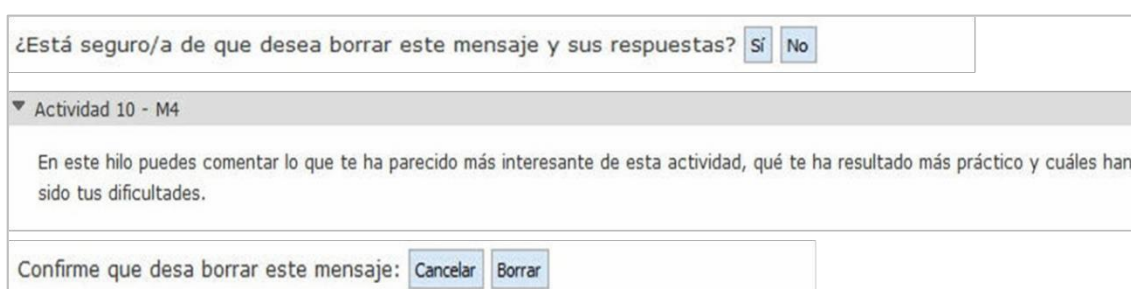 ¿Está seguro/a de que desea borrar este mensaje y sus respuestas? Sí No
Actividad 10 - M4
En este hilo puedes comentar lo que te ha parecido más interesante de esta actividad, qué te ha resultado más práctico y cuáles han
sido tus dificultades.
Confirme que desa borrar este mensaje: Cancelar Borrar